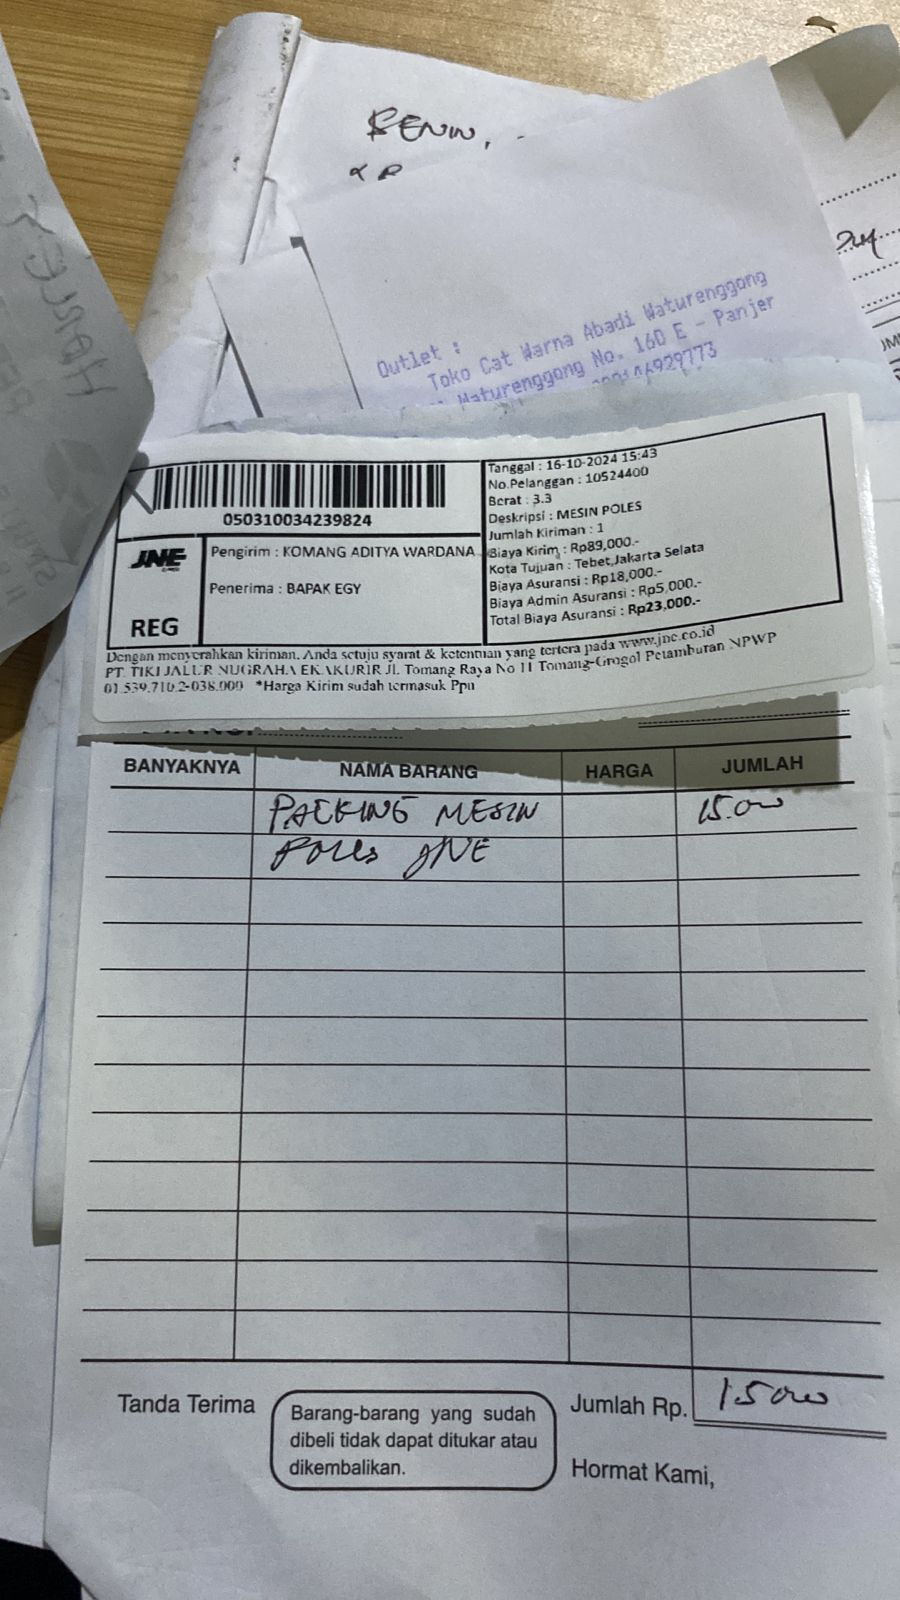 SENIN,
Outlet :
Toko Cat Warna Abadi Waturenggong
Waturenggong No. 160 E - Panjer
050310034239824
JNE
REG
Pengirim : KOMANG ADITYA WARDANA
Penerima : BAPAK EGY
Tanggal : 16-10-2024 15:43
No.Pelanggan : 10524400
Berat : 3.3
Deskripsi : MESIN POLES
Jumlah Kiriman : 1
Biaya Kirim : Rp89,000.-
Kota Tujuan : Tebet,Jakarta Selata
Biaya Asuransi : Rp18,000.-
Biaya Admin Asuransi : Rp5,000.-
Total Biaya Asuransi : Rp23,000.-
Dengan menyerahkan kiriman, Anda setuju syarat & ketentuan yang tertera pada www.jne.co.id
PT. TIKI JALUR NUGRAHA EKAKURIR Jl. Tomang Raya No 11 Tomang-Grogol Petamburan NPWP
01.539.710.2-038.000 *Harga Kirim sudah termasuk Ppn
BANYAKNYA NAMA BARANG HARGA JUMLAH
PACKING MESIN 15.000
POLES JNE
Tanda Terima
Barang-barang yang sudah
dibeli tidak dapat ditukar atau
dikembalikan.
Jumlah Rp. 15000
Hormat Kami,